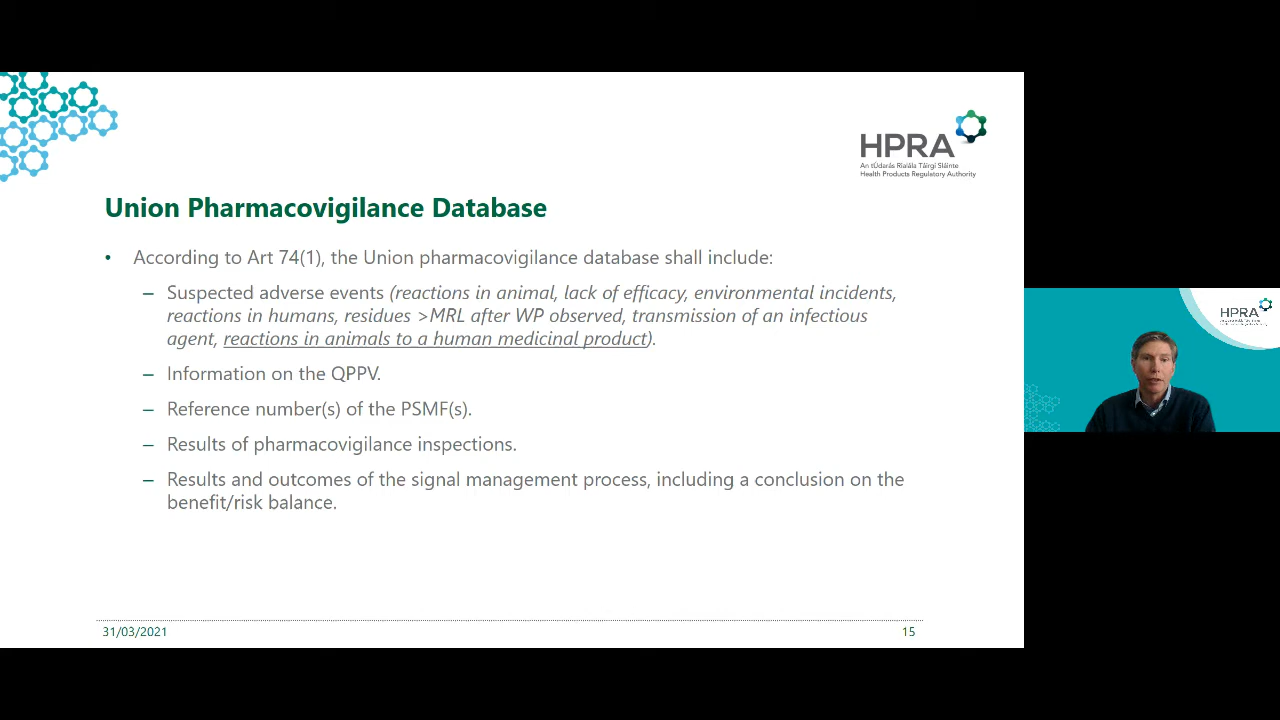 HPRA
An tÚdarás Rialála Táirgí Sláinte
Health Products Regulatory Authority
Union Pharmacovigilance Database
• According to Art 74(1), the Union pharmacovigilance database shall include:
– Suspected adverse events (reactions in animal, lack of efficacy, environmental incidents,
reactions in humans, residues >MRL after WP observed, transmission of an infectious
agent, reactions in animals to a human medicinal product).
– Information on the QPPV.
– Reference number(s) of the PSMF(s).
– Results of pharmacovigilance inspections.
– Results and outcomes of the signal management process, including a conclusion on the
benefit/risk balance.
31/03/2021
15
HPRA